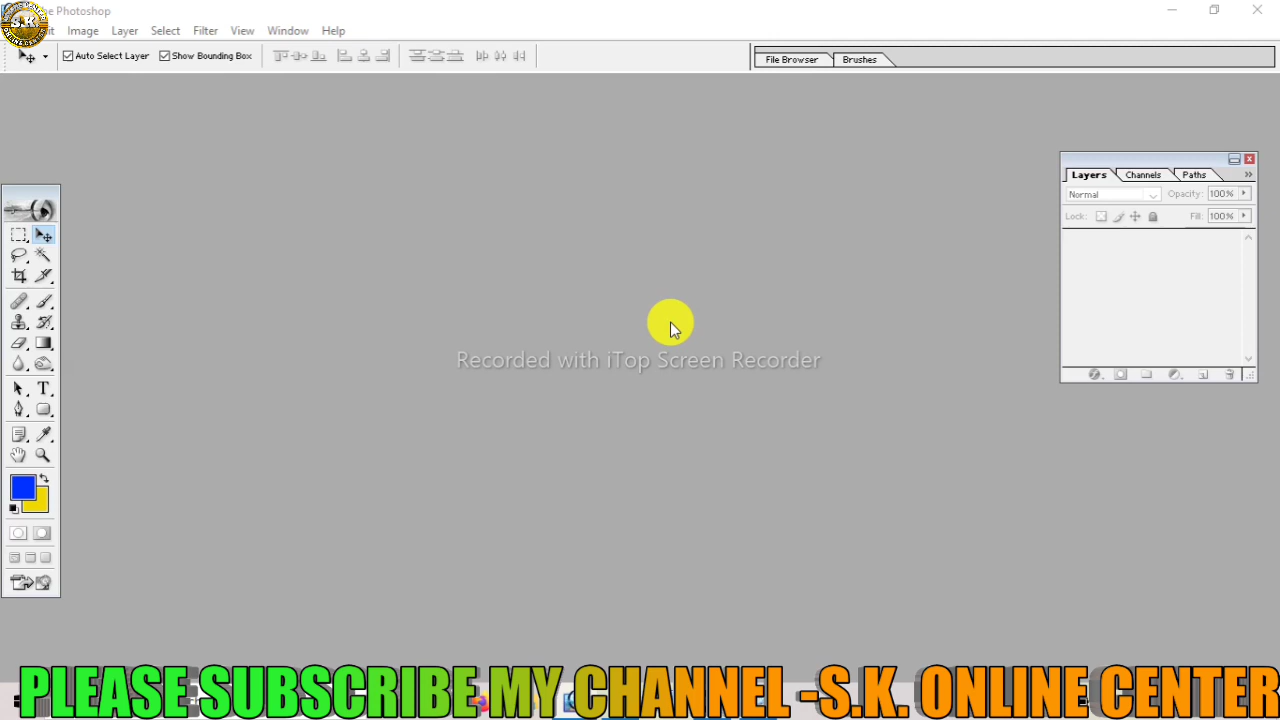 Adobe Photoshop
S.K.
Image Layer Select Filter View Window Help
Auto Select Layer Show Bounding Box
File Browser Brushes
Layers Channels Paths
Normal Opacity: 100%
Lock: Fill: 100%
Recorded with iTop Screen Recorder
PLEASE SUBSCRIBE MY CHANNEL -S.K. ONLINE CENTER